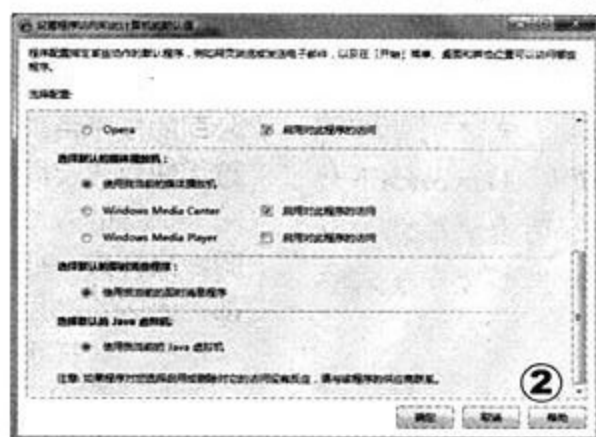 设置程序访问和此计算机的默认值
程序配置指定某些动作的默认程序，例如网页浏览或发送电子邮件，以及在「开始」菜单、桌面和其他位置可以访问哪些
程序。
选择配置:
Opera 启用对此程序的访问
选择默认的媒体播放机：
使用我当前的媒体播放机
Windows Media Center 启用对此程序的访问
Windows Media Player 启用对此程序的访问
选择默认的即时消息程序：
使用我当前的即时消息程序
选择默认的 Java 虚拟机:
使用我当前的 Java 虚拟机
注意: 如果程序对您选择启用或删除对它的访问没有反应，请与该程序的供应商联系。
②
确定 取消 帮助